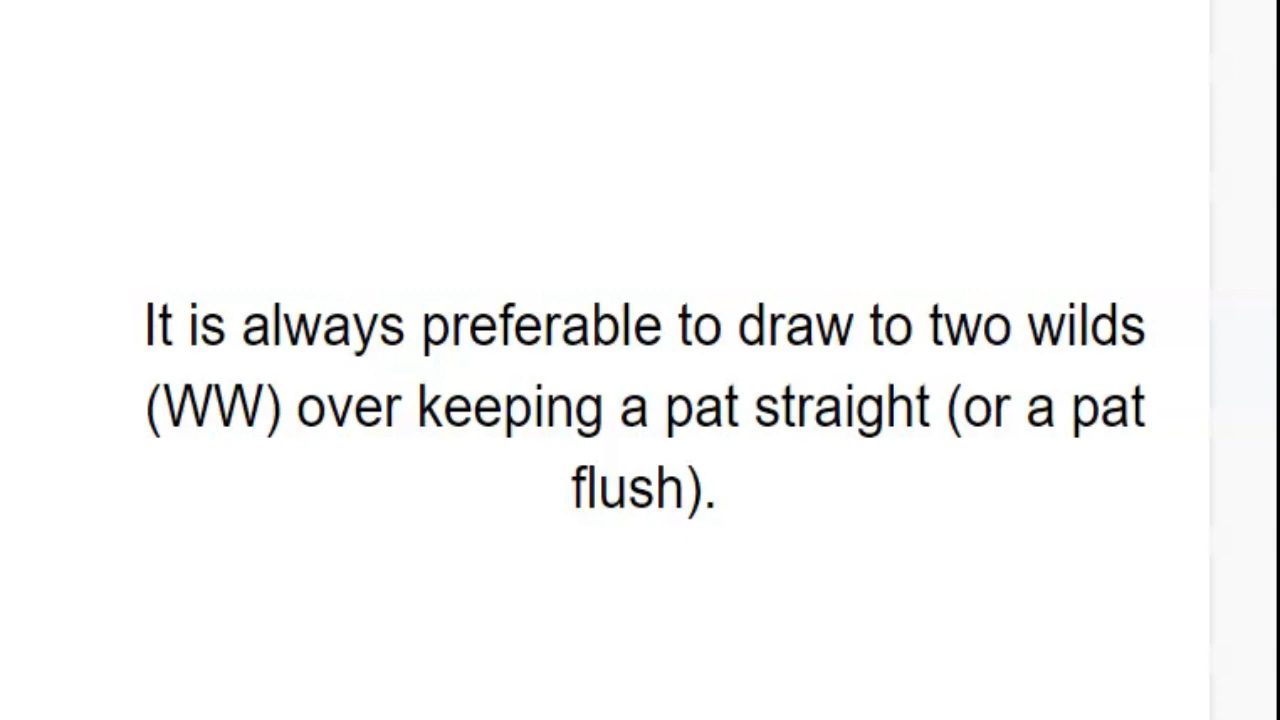 It is always preferable to draw to two wilds
(WW) over keeping a pat straight (or a pat
flush).